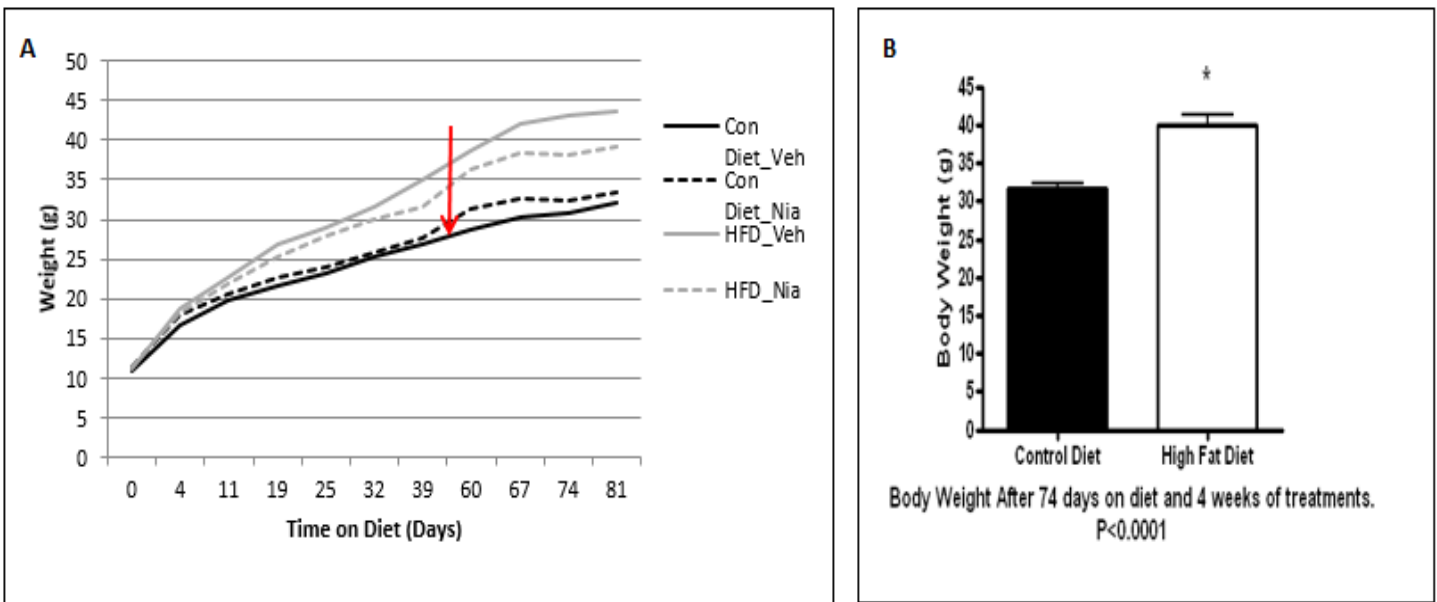 A
50
45
40
35
30
25
20
15
10
5
0
Weight (g)
0 4 11 19 25 32 39 60 67 74 81
Time on Diet (Days)
Con
Diet_Veh
Con
Diet_Nia
HFD_Veh
HFD_Nia
B
*
45
40
35
30
25
20
15
10
5
0
Body Weight (g)
Control Diet High Fat Diet
Body Weight After 74 days on diet and 4 weeks of treatments.
P<0.0001